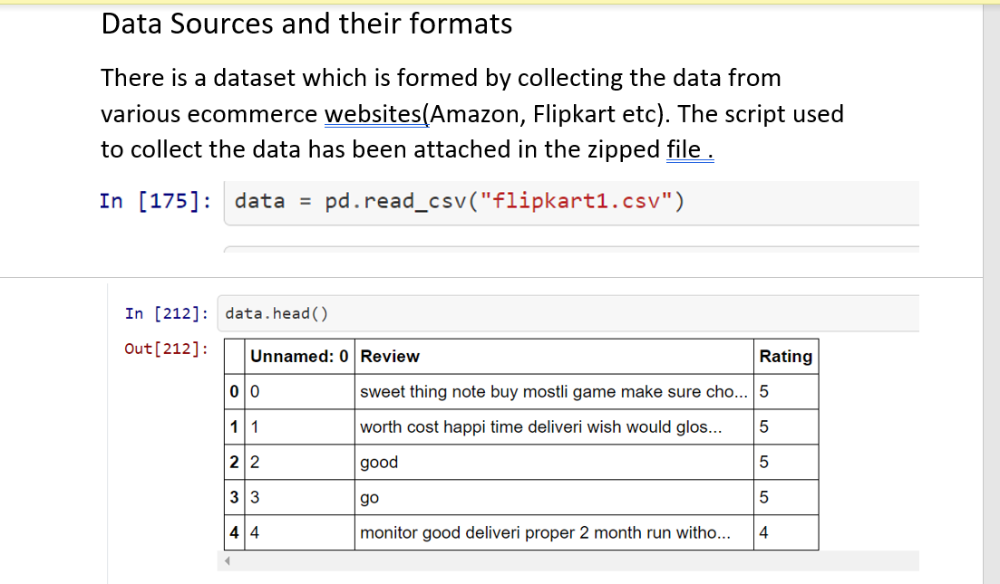 Data Sources and their formats
There is a dataset which is formed by collecting the data from
various ecommerce websites(Amazon, Flipkart etc). The script used
to collect the data has been attached in the zipped file .
In [175]: data = pd.read_csv("flipkart1.csv")
In [212]: data.head()
Out[212]:
Unnamed: 0 Review Rating
0 0 sweet thing note buy mostli game make sure cho... 5
1 1 worth cost happi time deliveri wish would glos... 5
2 2 good 5
3 3 go 5
4 4 monitor good deliveri proper 2 month run witho... 4